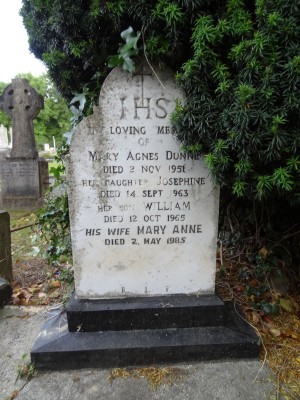 IHS
IN LOVING MEMORY
OF
MARY AGNES DUNNE
DIED 2 NOV 1951
HER DAUGHTER JOSEPHINE
DIED 14 SEPT 963
HER SON WILLIAM
DIED 12 OCT 1965
HIS WIFE MARY ANNE
DIED 2, MAY 1985
R I P